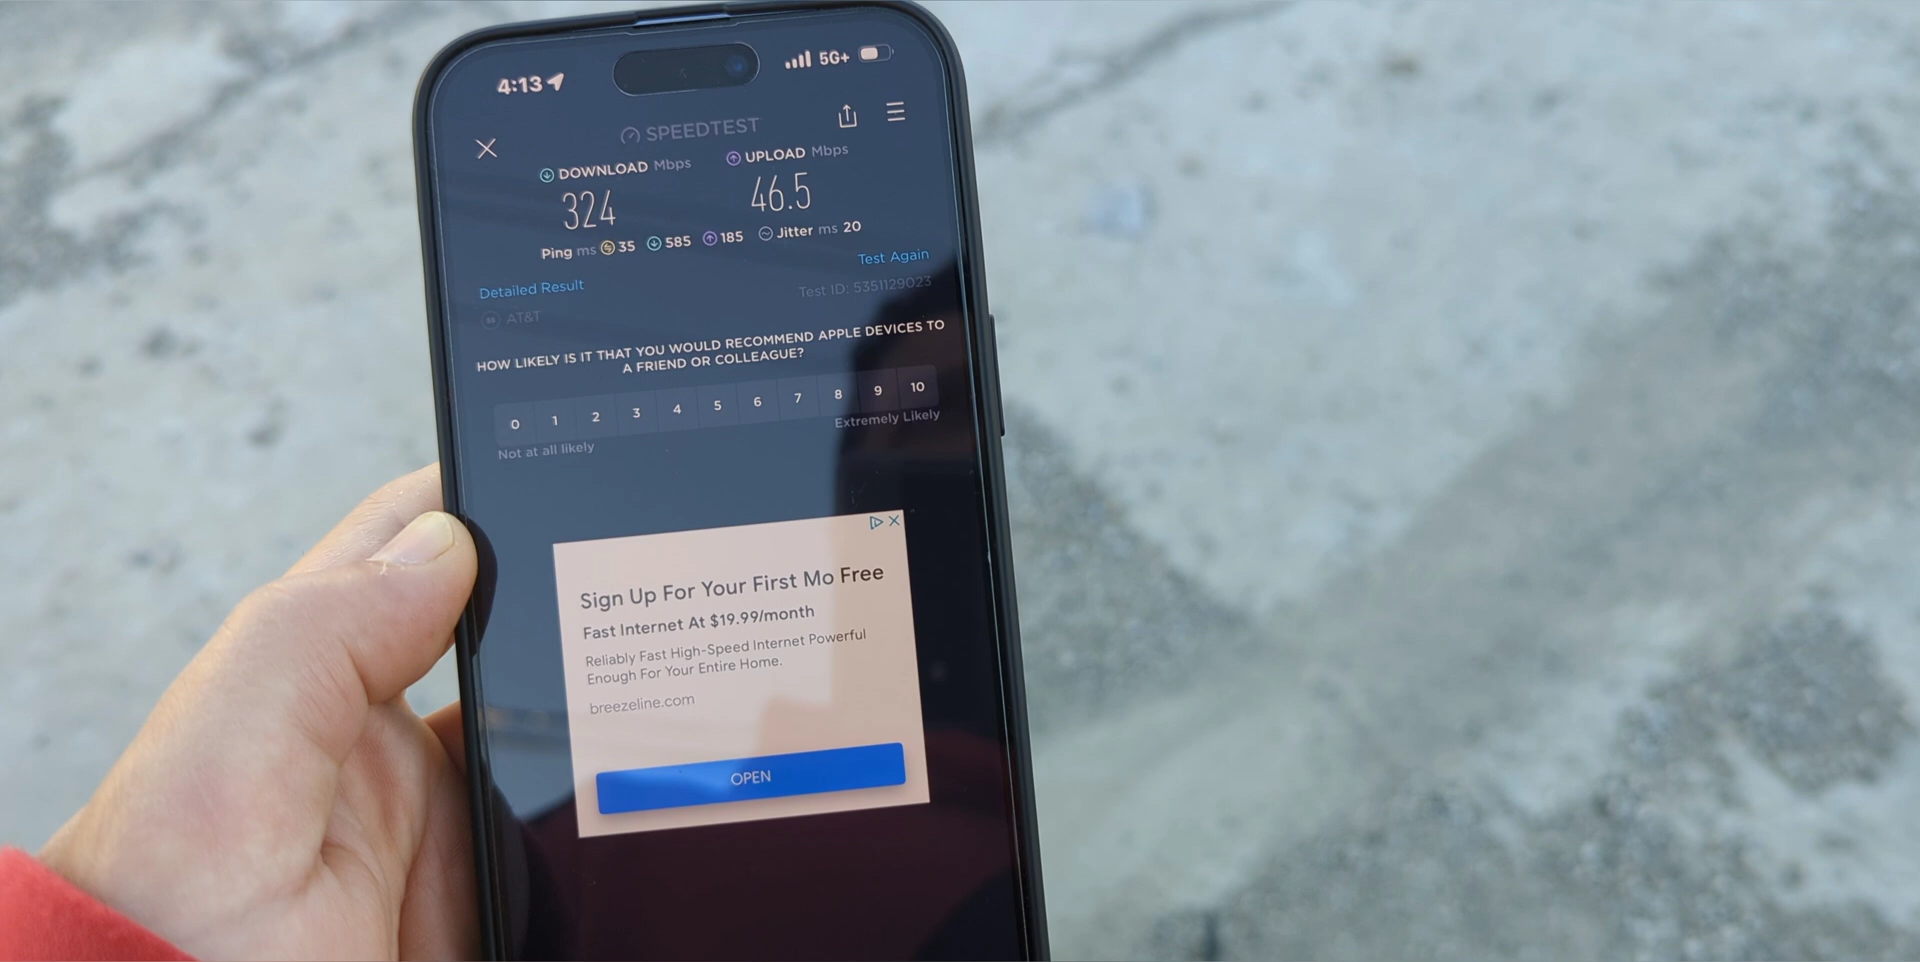 4:13 5G+
SPEEDTEST
DOWNLOAD Mbps UPLOAD Mbps
324 46.5
Ping ms 35 585 185 Jitter ms 20
Test Again
Detailed Result
Test ID: 5351129023
AT&T
HOW LIKELY IS IT THAT YOU WOULD RECOMMEND APPLE DEVICES TO
A FRIEND OR COLLEAGUE?
0 1 2 3 4 5 6 7 8 9 10
Not at all likely Extremely Likely
Sign Up For Your First Mo Free
Fast Internet At $19.99/month
Reliably Fast High-Speed Internet Powerful
Enough For Your Entire Home.
breezeline.com
OPEN